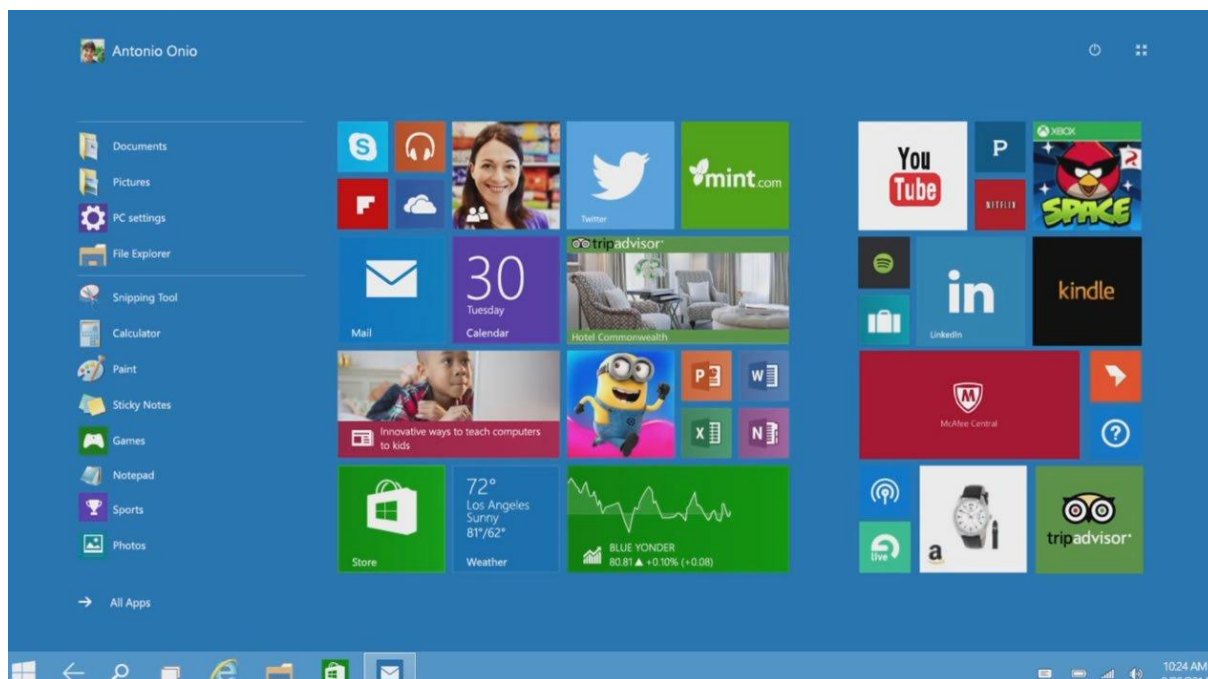 Antonio Onio
Documents
Pictures
PC settings
File Explorer
Snipping Tool
Calculator
Paint
Sticky Notes
Games
Notepad
Sports
Photos
All Apps
S
Twitter
mint.com
Mail
30
Tuesday
Calendar
tripadvisor
Hotel Commonwealth
Innovative ways to teach computers
to kids
P
W
X
N
Store
72°
Los Angeles
Sunny
81°/62°
Weather
BLUE YONDER
80.81 ▲ +0.10% (+0.08)
You
Tube
P
NETFLIX
XBOX
SPACE
in
LinkedIn
kindle
M
McAfee Central
?
live
a
tripadvisor
10:24 AM